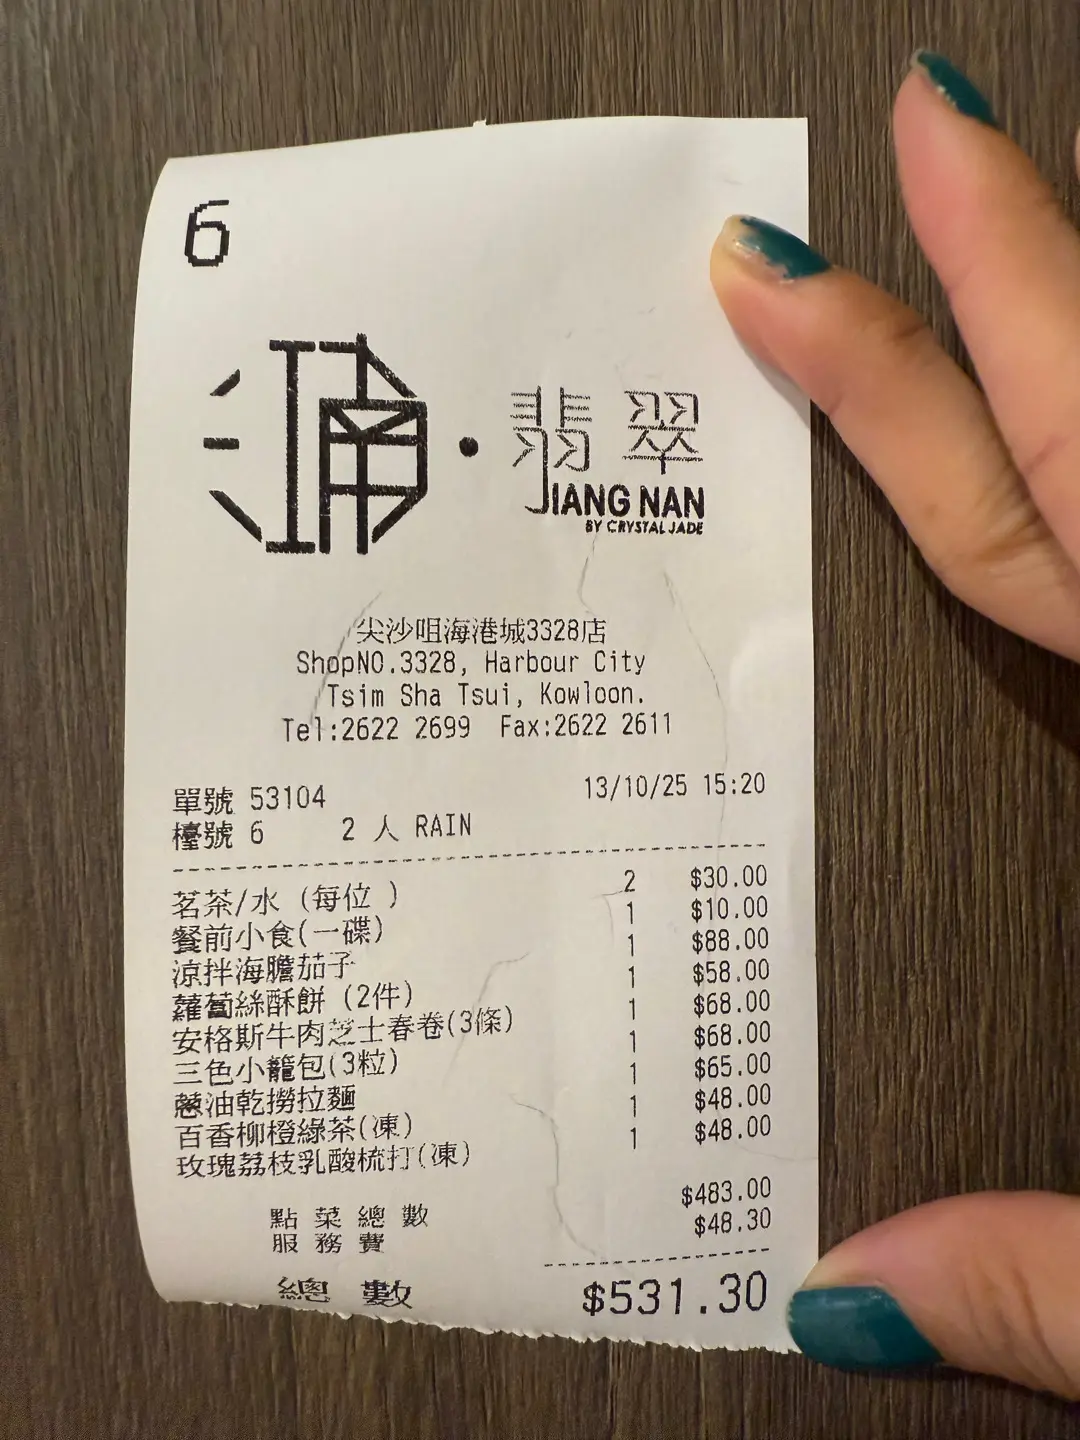 6
江南・翡翠
JIANG NAN
BY CRYSTAL JADE
尖沙咀海港城3328店
ShopNO.3328, Harbour City
Tsim Sha Tsui, Kowloon.
Tel:2622 2699 Fax:2622 2611
單號 53104 13/10/25 15:20
檯號 6 2 人 RAIN
茗茶/水 (每位 ) 2 $30.00
餐前小食(一碟) 1 $10.00
涼拌海膽茄子 1 $88.00
蘿蔔絲酥餅 (2件) 1 $58.00
安格斯牛肉芝士春卷(3條) 1 $68.00
三色小籠包(3粒) 1 $68.00
蔥油乾撈拉麵 1 $65.00
百香柳橙綠茶(凍) 1 $48.00
玫瑰荔枝乳酸梳打(凍) 1 $48.00
點菜總數 $483.00
服務費 $48.30
總數 $531.30